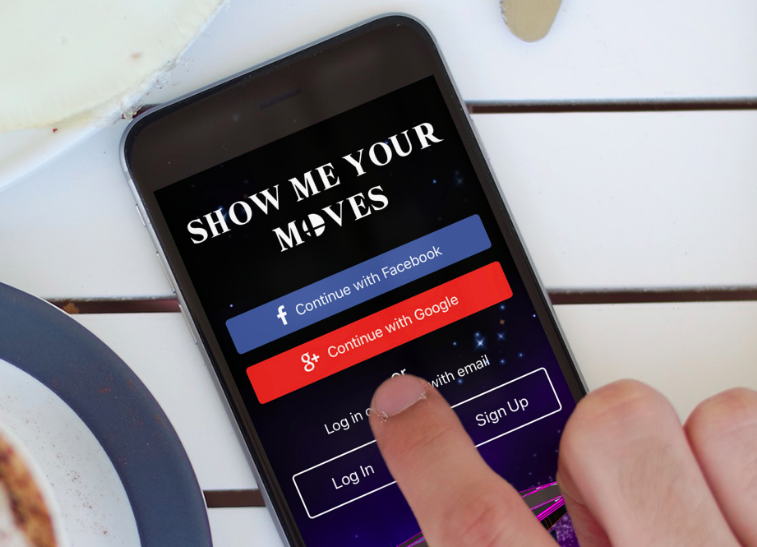 SHOW ME YOUR
MOVES
f Continue with Facebook
g+ Continue with Google
or
Log in with email
Log In
Sign Up